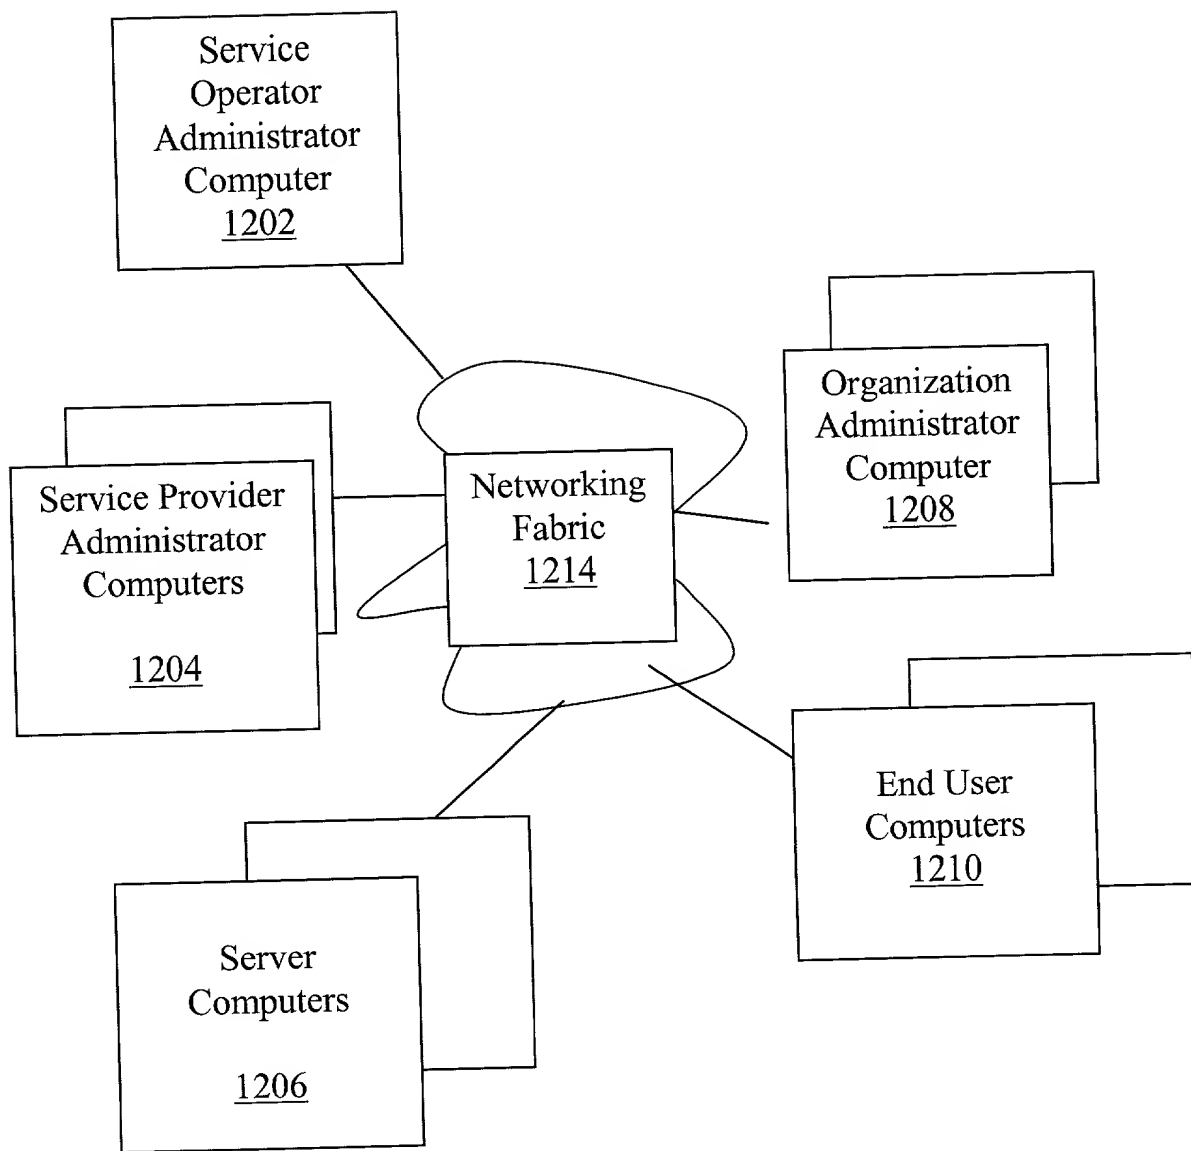 Service
Operator
Administrator
Computer
1202
Organization
Administrator
Computer
1208
Networking
Fabric
1214
Service Provider
Administrator
Computers
1204
End User
Computers
1210
Server
Computers
1206